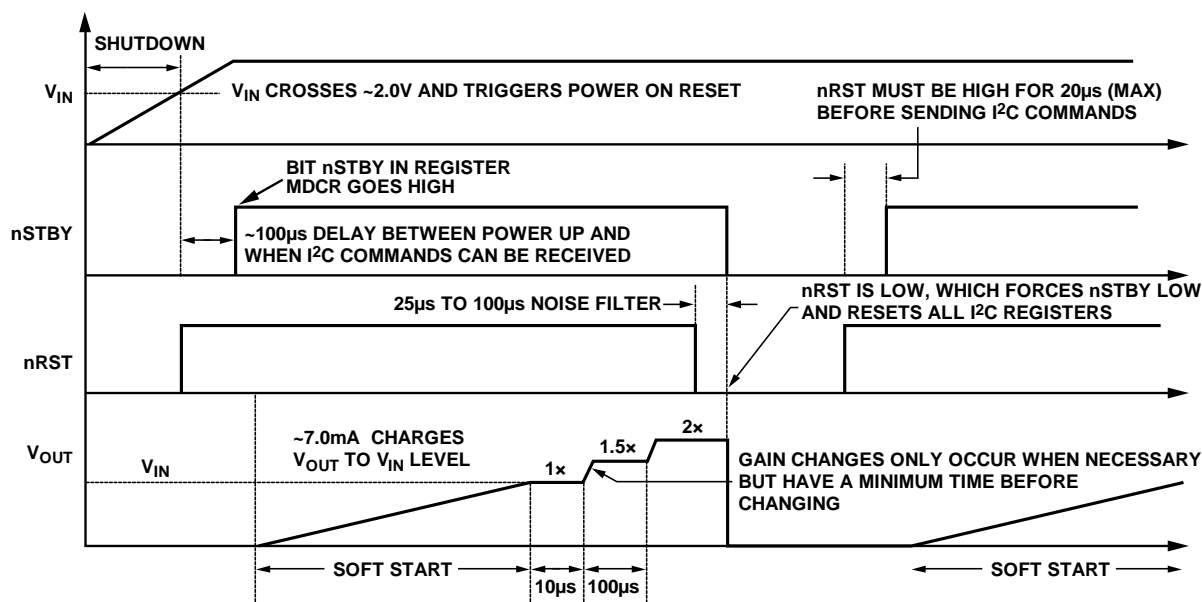 SHUTDOWN
VIN
VIN CROSSES ~2.0V AND TRIGGERS POWER ON RESET
nRST MUST BE HIGH FOR 20µs (MAX)
BEFORE SENDING I2C COMMANDS
BIT nSTBY IN REGISTER
MDCR GOES HIGH
nSTBY
~100µs DELAY BETWEEN POWER UP AND
WHEN I2C COMMANDS CAN BE RECEIVED
25µs TO 100µs NOISE FILTER
nRST IS LOW, WHICH FORCES nSTBY LOW
AND RESETS ALL I2C REGISTERS
nRST
VOUT
VIN
~7.0mA CHARGES
VOUT TO VIN LEVEL
1×
1.5×
2×
GAIN CHANGES ONLY OCCUR WHEN NECESSARY
BUT HAVE A MINIMUM TIME BEFORE
CHANGING
SOFT START
10µs
100µs
SOFT START